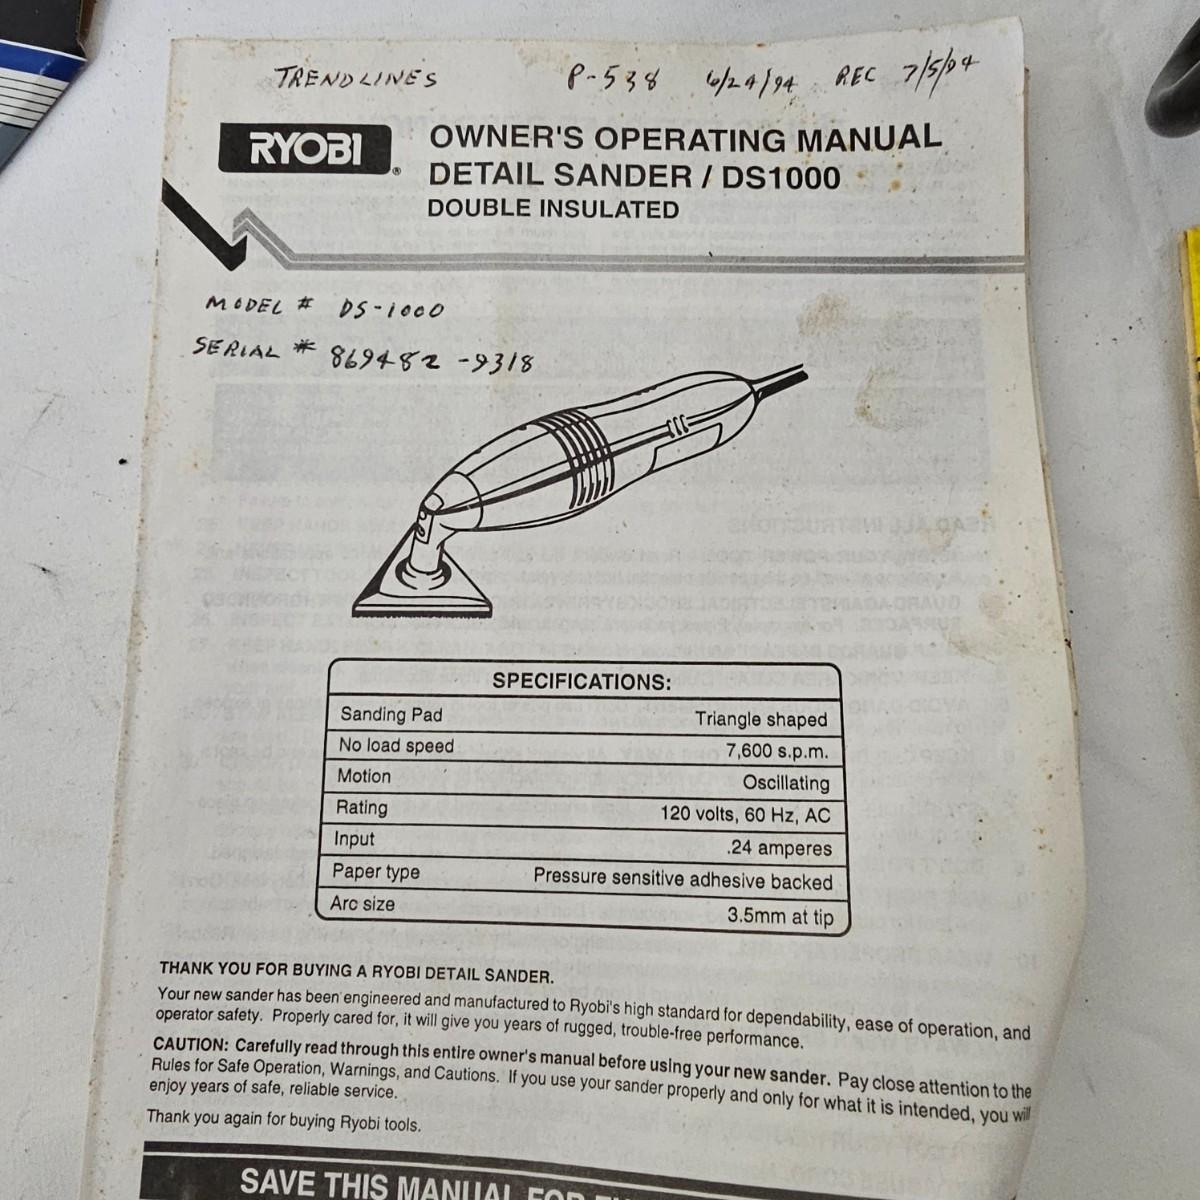 TRENDLINES P-538 6/24/94 REC 7/5/94
RYOBI®
OWNER'S OPERATING MANUAL
DETAIL SANDER / DS1000
DOUBLE INSULATED
MODEL # DS-1000
SERIAL # 869482-9318
SPECIFICATIONS:
Sanding Pad Triangle shaped
No load speed 7,600 s.p.m.
Motion Oscillating
Rating 120 volts, 60 Hz, AC
Input .24 amperes
Paper type Pressure sensitive adhesive backed
Arc size 3.5mm at tip
THANK YOU FOR BUYING A RYOBI DETAIL SANDER.
Your new sander has been engineered and manufactured to Ryobi's high standard for dependability, ease of operation, and
operator safety. Properly cared for, it will give you years of rugged, trouble-free performance.
CAUTION: Carefully read through this entire owner's manual before using your new sander. Pay close attention to the
Rules for Safe Operation, Warnings, and Cautions. If you use your sander properly and only for what it is intended, you will
enjoy years of safe, reliable service.
Thank you again for buying Ryobi tools.
SAVE THIS MANUAL FOR